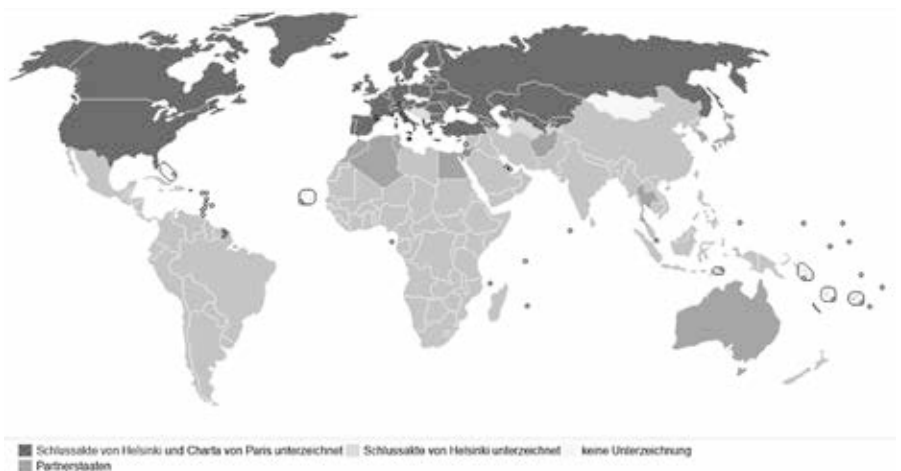 Schlussakte von Helsinki und Charta von Paris unterzeichnet Schlussakte von Helsinki unterzeichnet keine Unterzeichnung
Partnerstaaten